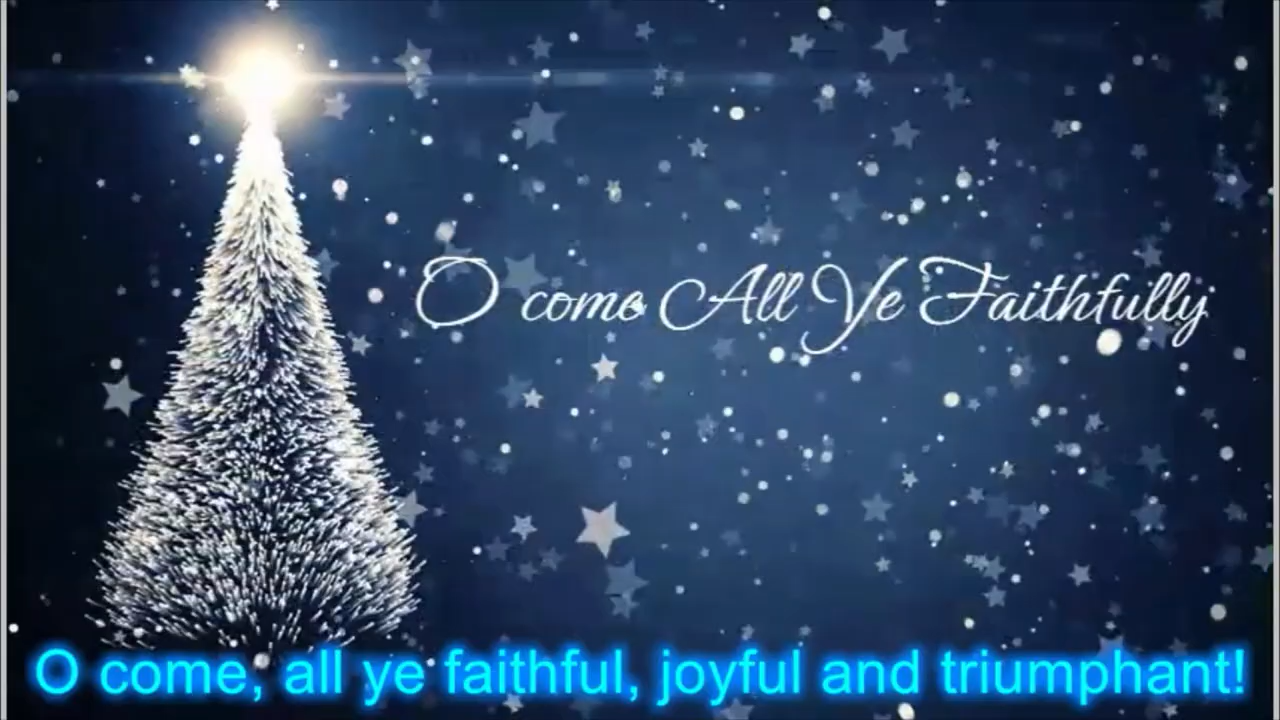 O come All Ye Faithfully
O come, all ye faithful, joyful and triumphant!